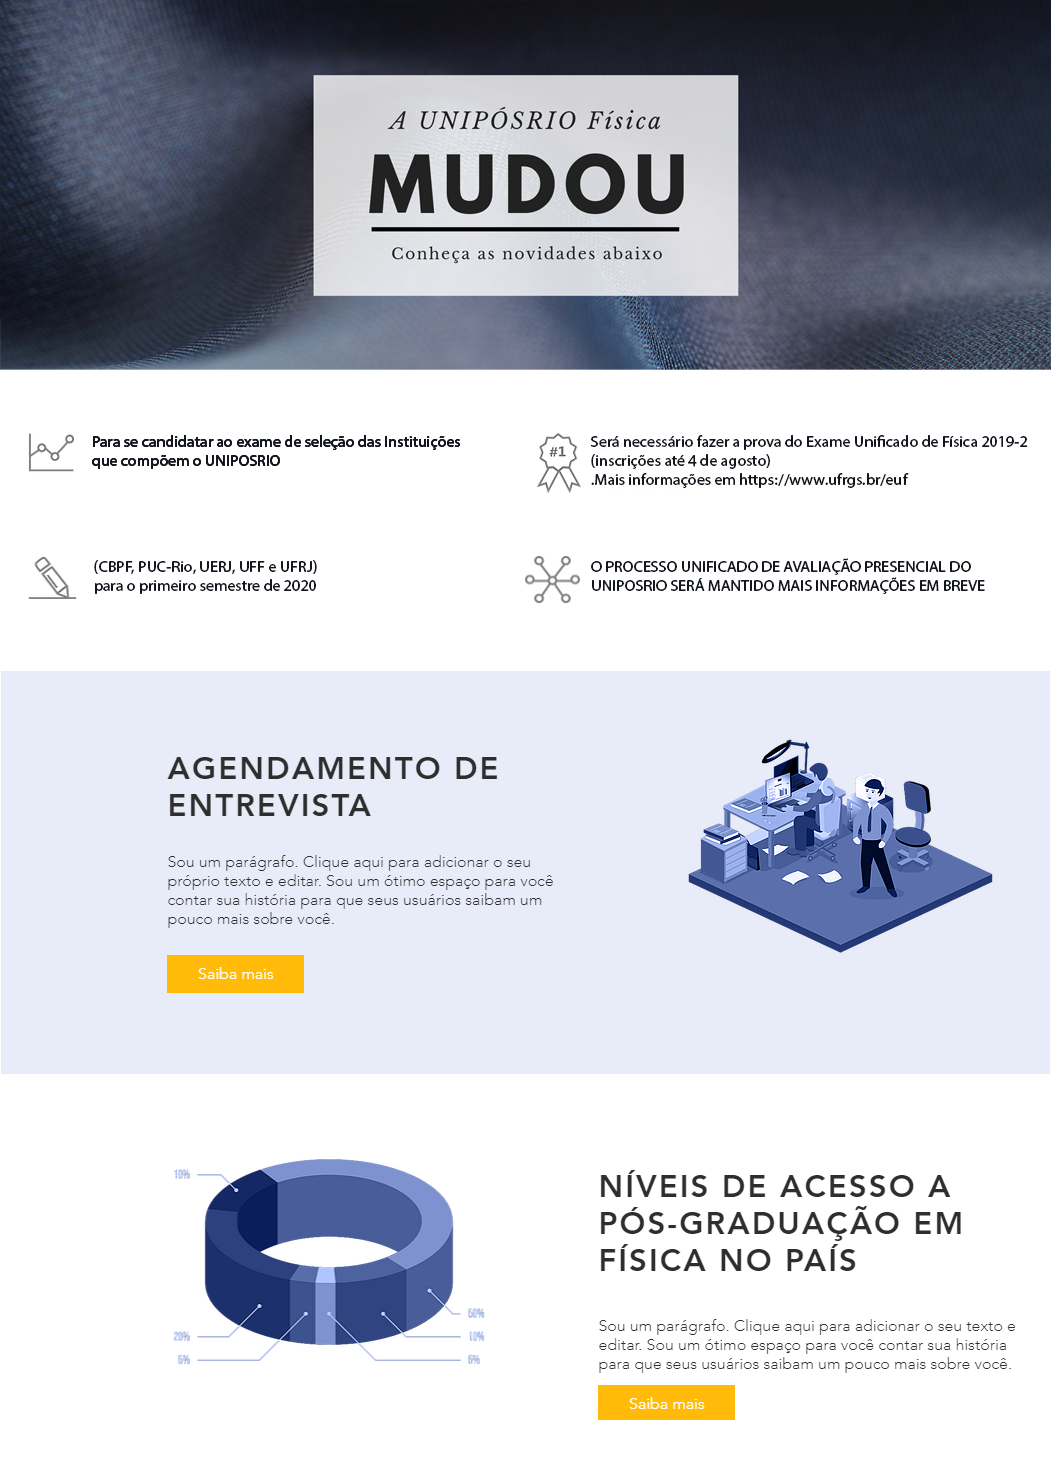 A UNIPÓSRIO Física
MUDOU
Conheça as novidades abaixo
Para se candidatar ao exame de seleção das Instituições
que compõem o UNIPOSRIO
#1
Será necessário fazer a prova do Exame Unificado de Física 2019-2
(inscrições até 4 de agosto)
.Mais informações em https://www.ufrgs.br/euf
(CBPF, PUC-Rio, UERJ, UFF e UFRJ)
para o primeiro semestre de 2020
O PROCESSO UNIFICADO DE AVALIAÇÃO PRESENCIAL DO
UNIPOSRIO SERÁ MANTIDO MAIS INFORMAÇÕES EM BREVE
AGENDAMENTO DE
ENTREVISTA
Sou um parágrafo. Clique aqui para adicionar o seu
próprio texto e editar. Sou um ótimo espaço para você
contar sua história para que seus usuários saibam um
pouco mais sobre você.
Saiba mais
10%
20%
5%
50%
10%
5%
NÍVEIS DE ACESSO A
PÓS-GRADUAÇÃO EM
FÍSICA NO PAÍS
Sou um parágrafo. Clique aqui para adicionar o seu texto e
editar. Sou um ótimo espaço para você contar sua história
para que seus usuários saibam um pouco mais sobre você.
Saiba mais